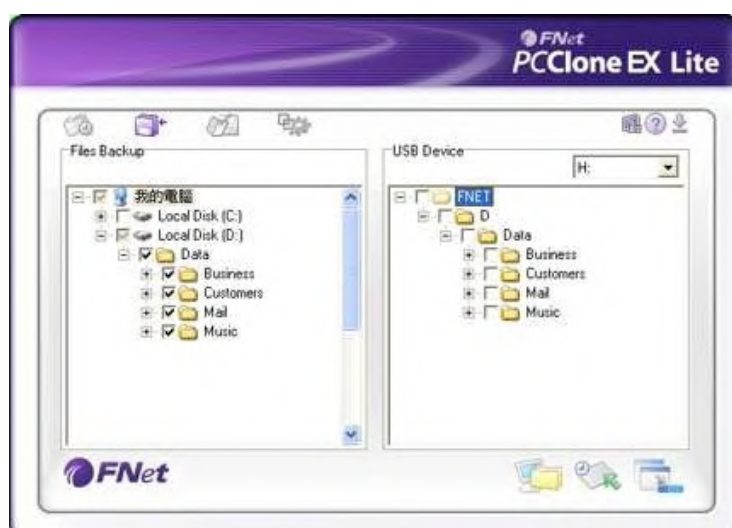 FNet
PCClone EX Lite
Files Backup
我的電腦
Local Disk (C:)
Local Disk (D:)
Data
Business
Customers
Mail
Music
USB Device
H:
FNET
D
Data
Business
Customers
Mail
Music
FNet